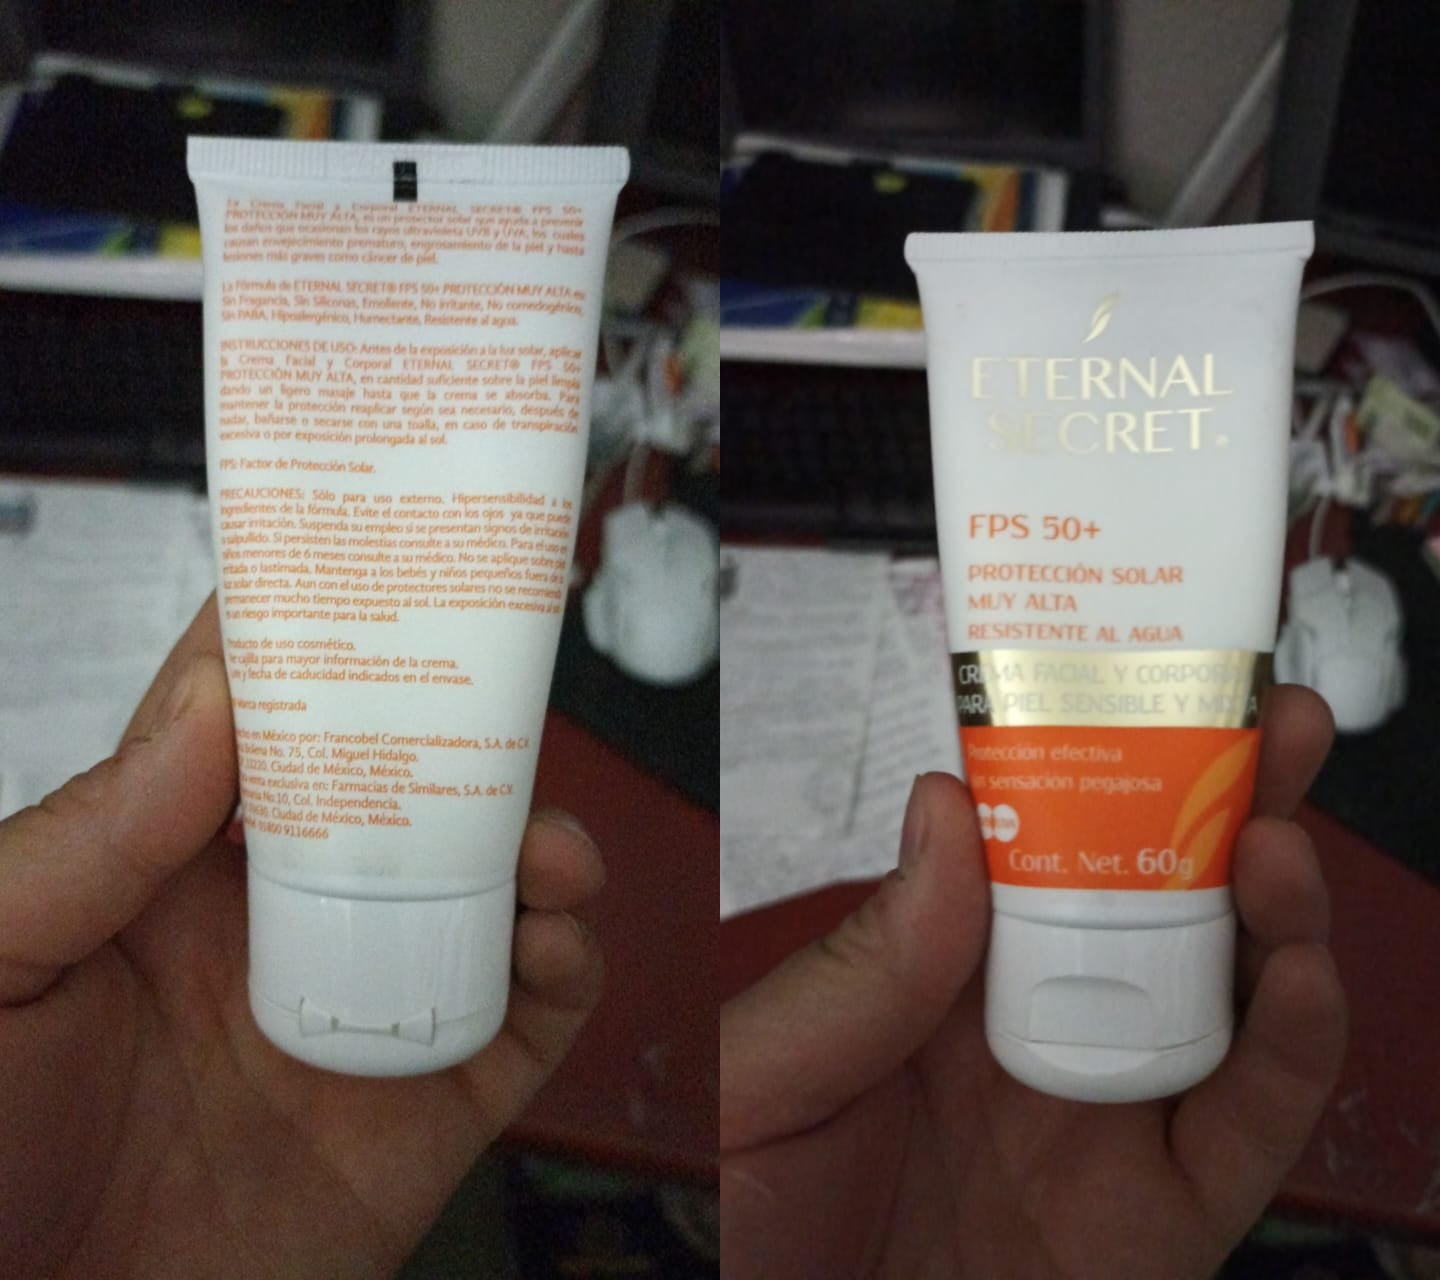 La Crema Facial y Corporal ETERNAL SECRET® FPS 50+
PROTECCIÓN MUY ALTA, es un protector solar que ayuda a prevenir
los daños que ocasionan los rayos ultravioleta UVB y UVA, los cuales
causan envejecimiento prematuro, engrosamiento de la piel y hasta
lesiones más graves como cáncer de piel.
La Fórmula de ETERNAL SECRET® FPS 50+ PROTECCIÓN MUY ALTA es:
Sin Fragancia, Sin Siliconas, Emoliente, No irritante, No comedogénico,
Sin PABA, Hipoalergénico, Humectante, Resistente al agua.
INSTRUCCIONES DE USO: Antes de la exposición a la luz solar, aplicar
la Crema Facial y Corporal ETERNAL SECRET® FPS 50+
PROTECCIÓN MUY ALTA, en cantidad suficiente sobre la piel limpia
dando un ligero masaje hasta que la crema se absorba. Para
mantener la protección reaplicar según sea necesario, después de
nadar, bañarse o secarse con una toalla, en caso de transpiración
excesiva o por exposición prolongada al sol.
FPS: Factor de Protección Solar.
PRECAUCIONES: Sólo para uso externo. Hipersensibilidad a los
ingredientes de la fórmula. Evite el contacto con los ojos ya que puede
causar irritación. Suspenda su empleo si se presentan signos de irritación
o salpullido. Si persisten las molestias consulte a su médico. Para el uso en
niños menores de 6 meses consulte a su médico. No se aplique sobre piel
irritada o lastimada. Mantenga a los bebés y niños pequeños fuera de la
luz solar directa. Aun con el uso de protectores solares no se recomienda
permanecer mucho tiempo expuesto al sol. La exposición excesiva al sol
es un riesgo importante para la salud.
Producto de uso cosmético.
cajilla para mayor información de la crema.
y fecha de caducidad indicados en el envase.
Marca registrada
Hecho en México por: Francobel Comercializadora, S.A. de C.V.
No. 75, Col. Miguel Hidalgo.
Ciudad de México, México.
venta exclusiva en: Farmacias de Similares, S.A. de C.V.
No.10, Col. Independencia.
Ciudad de México, México.
01800 9116666
ETERNAL
SECRET®
FPS 50+
PROTECCIÓN SOLAR
MUY ALTA
RESISTENTE AL AGUA
CREMA FACIAL Y CORPORAL
PARA PIEL SENSIBLE Y MIXTA
Protección efectiva
sin sensación pegajosa
Cont. Net. 60g